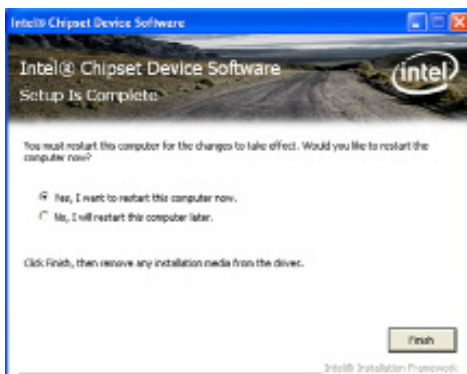 Intel® Chipset Device Software
Intel® Chipset Device Software
Setup Is Complete
intel
You must restart this computer for the changes to take effect. Would you like to restart the
computer now?
Yes, I want to restart this computer now.
No, I will restart this computer later.
Click Finish, then remove any installation media from the drives.
Finish
Intel® Installation Framework